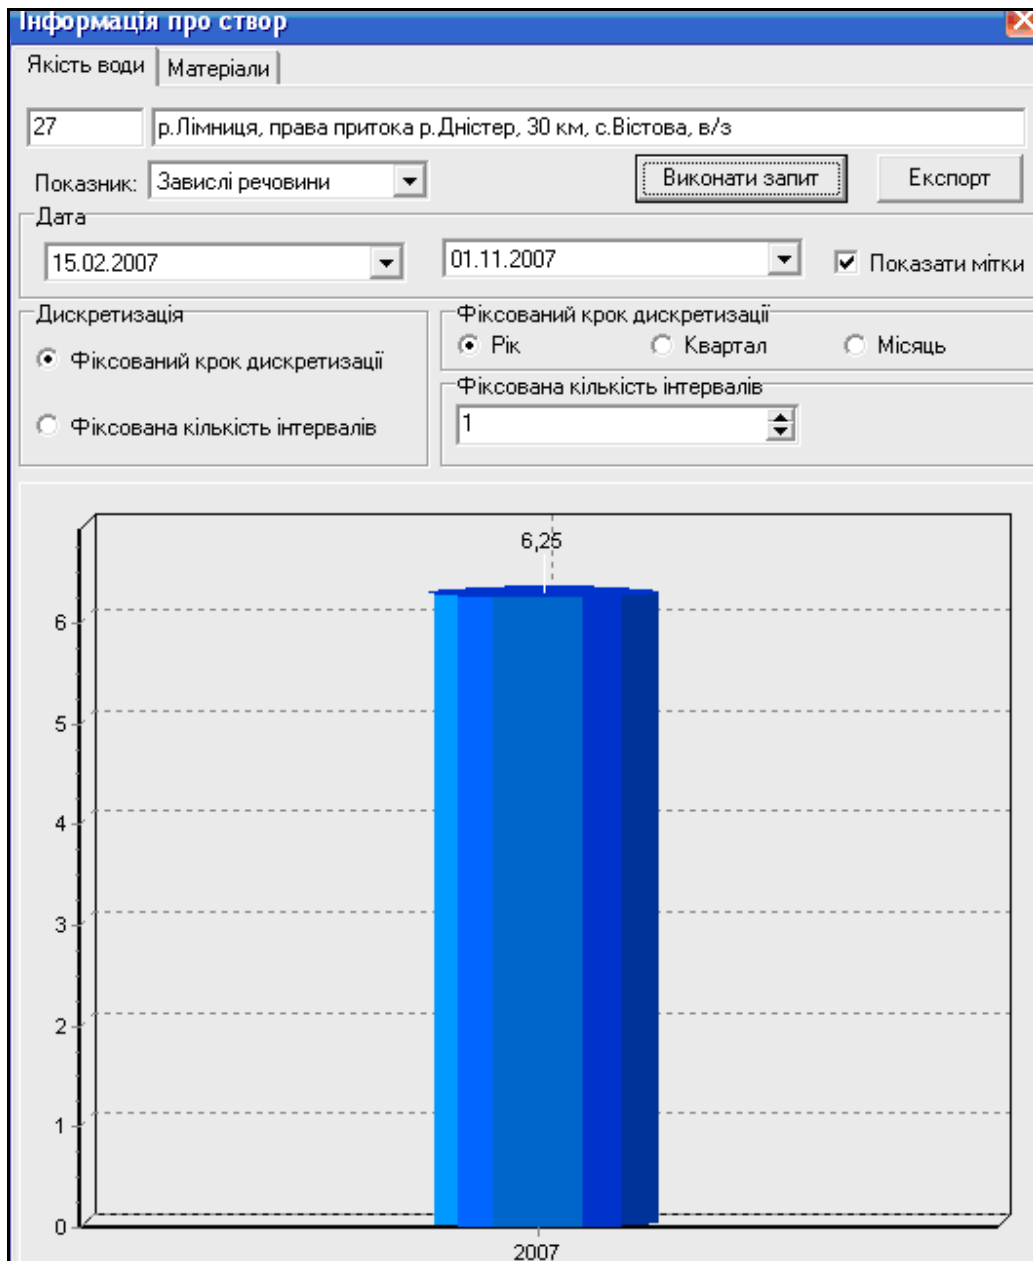 Інформація про створ
Якість води Матеріали
27 р.Лімниця, права притока р.Дністер, 30 км, с.Вістова, в/з
Показник: Завислі речовини Виконати запит Експорт
Дата
15.02.2007 01.11.2007 Показати мітки
Дискретизація Фіксований крок дискретизації
Фіксований крок дискретизації Рік Квартал Місяць
Фіксована кількість інтервалів
Фіксована кількість інтервалів 1
6,25
6
5
4
3
2
1
0
2007